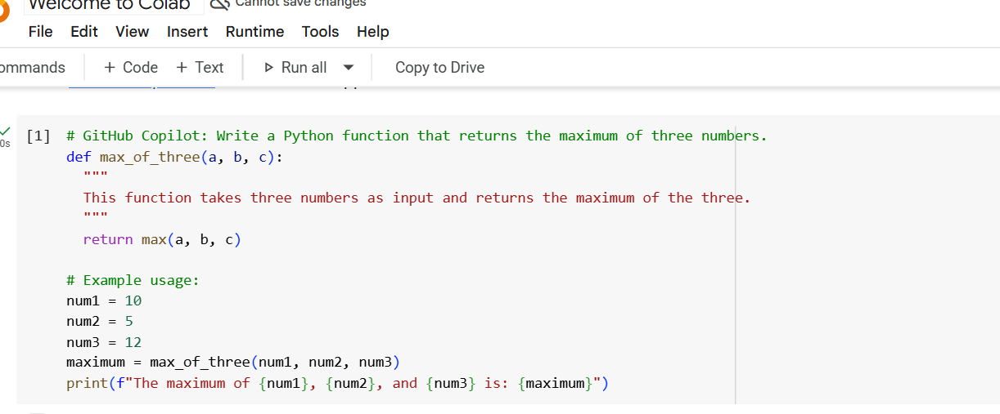 Welcome to Colab Cannot save changes
File Edit View Insert Runtime Tools Help
+ Code + Text Run all Copy to Drive
[1] # GitHub Copilot: Write a Python function that returns the maximum of three numbers.
0s
def max_of_three(a, b, c):
"""
This function takes three numbers as input and returns the maximum of the three.
"""
return max(a, b, c)
# Example usage:
num1 = 10
num2 = 5
num3 = 12
maximum = max_of_three(num1, num2, num3)
print(f"The maximum of {num1}, {num2}, and {num3} is: {maximum}")